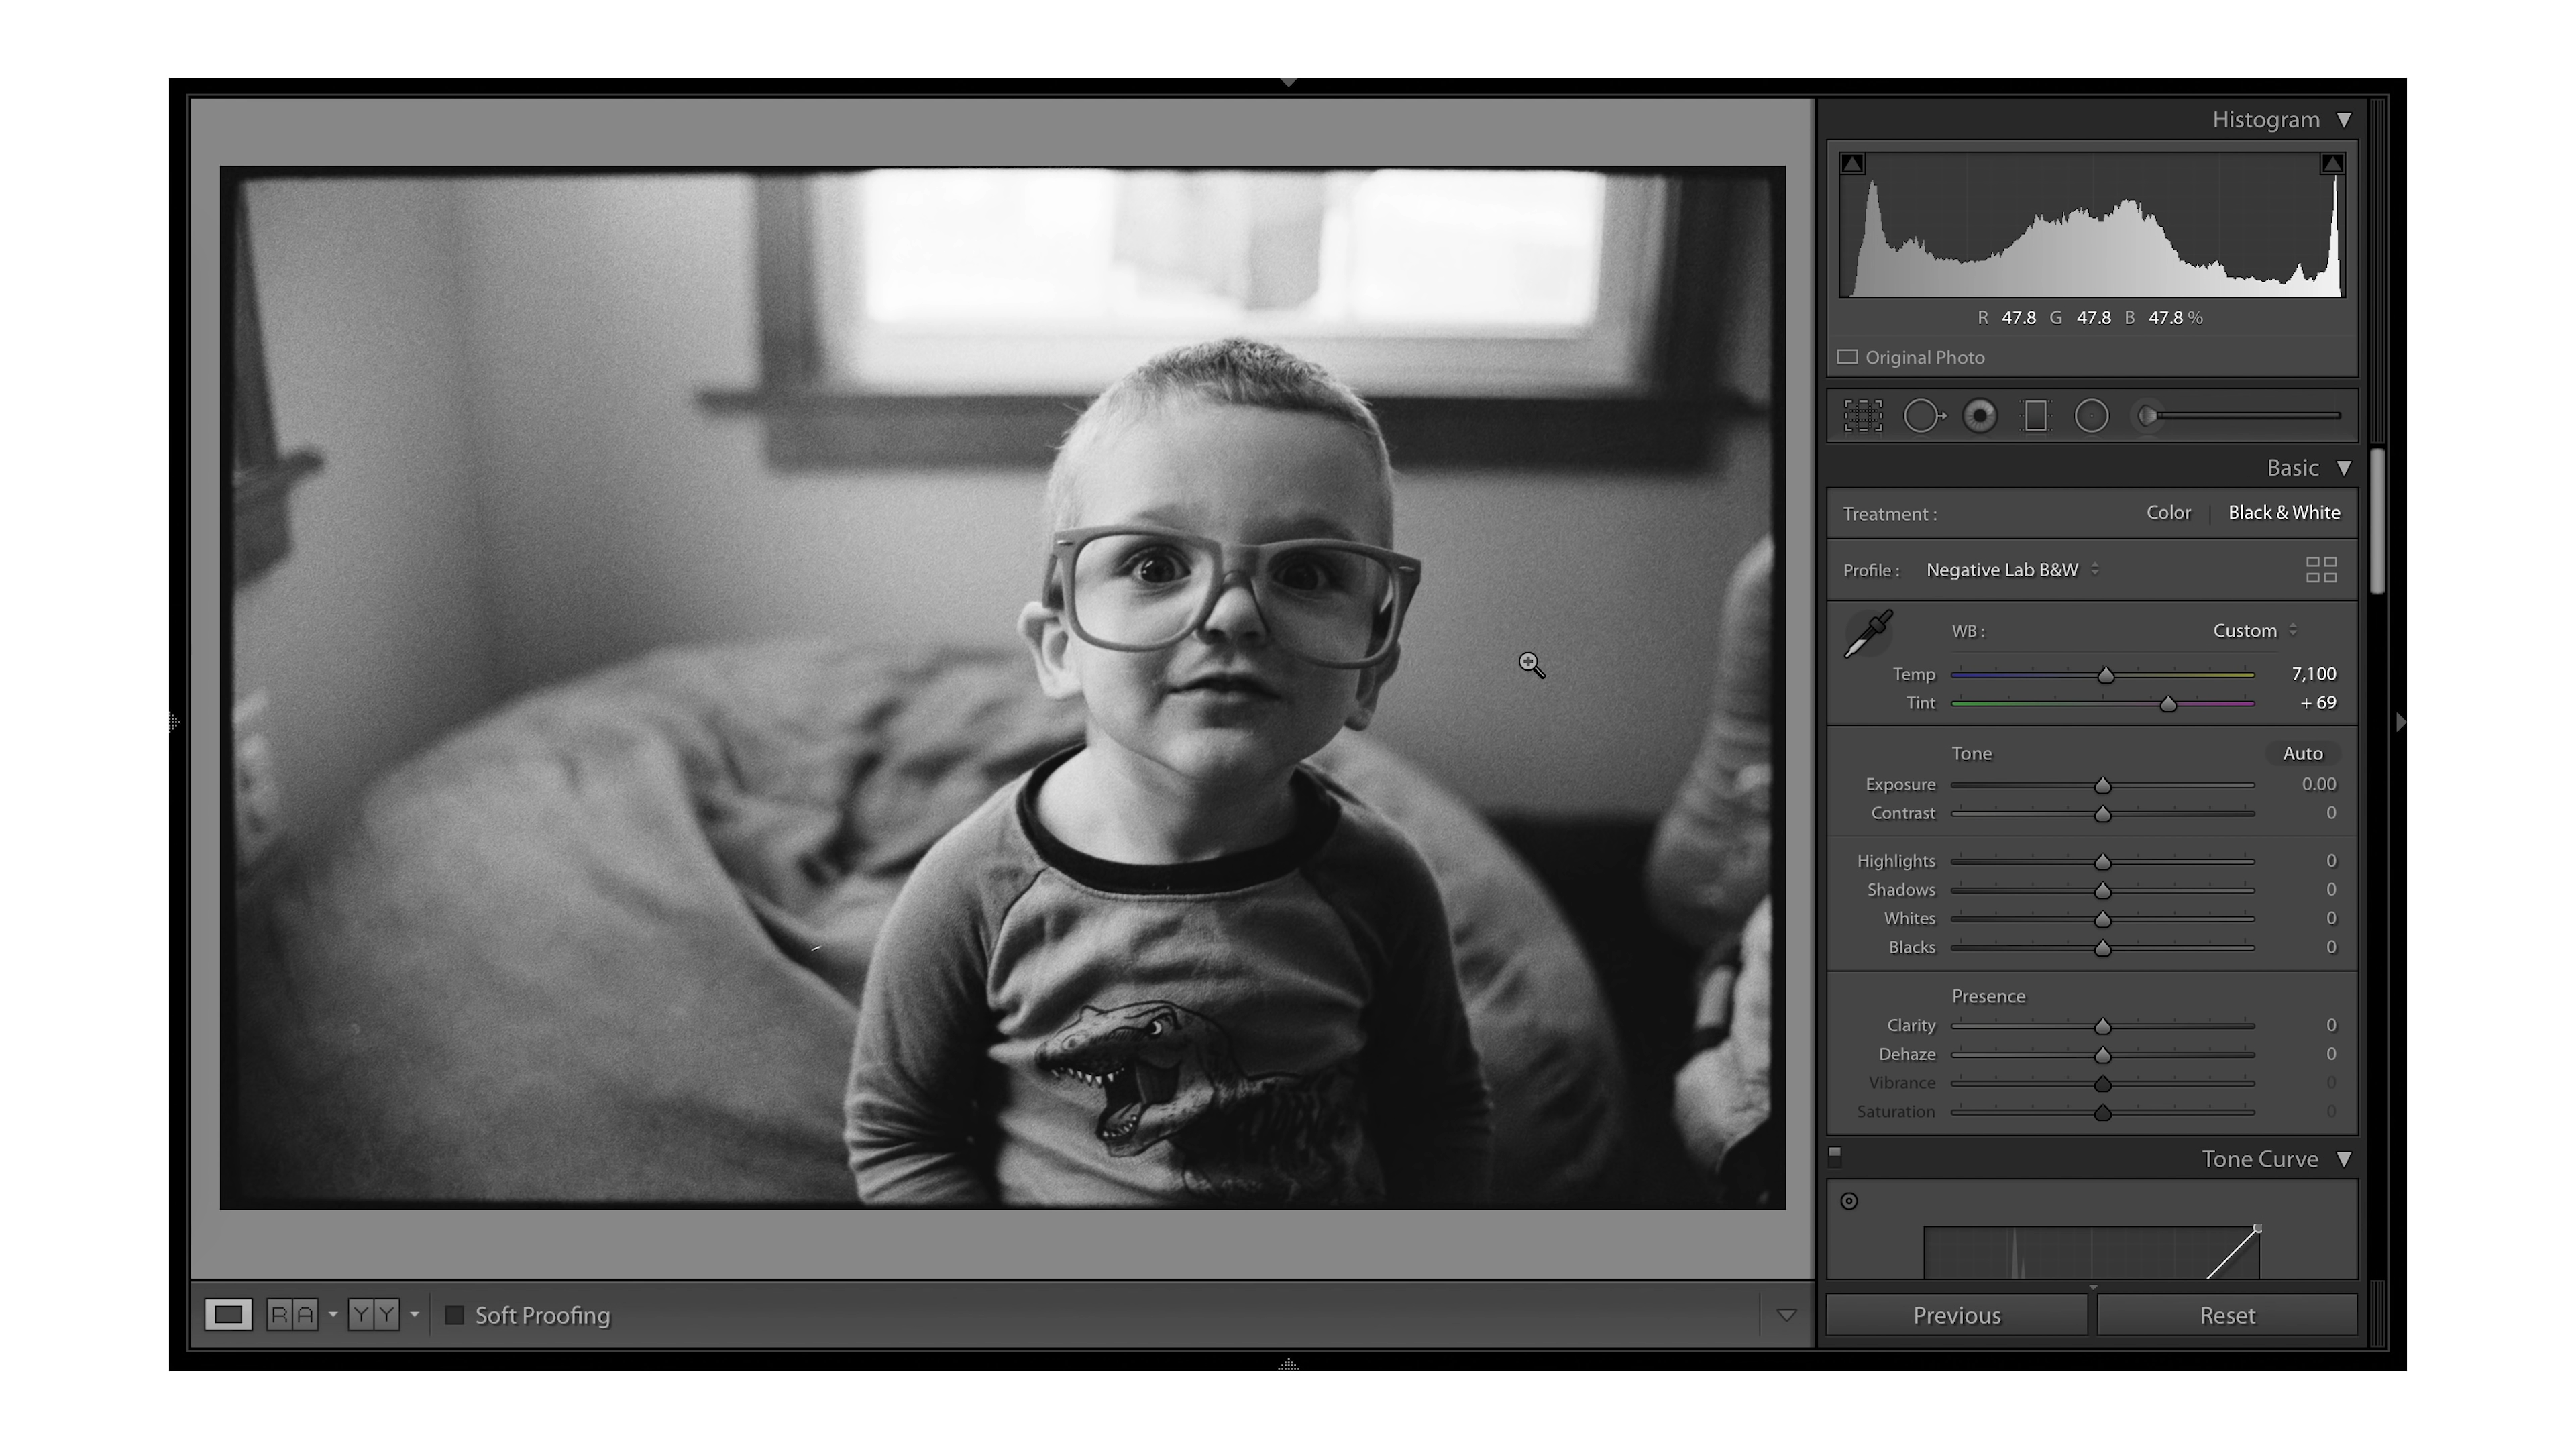 Histogram
R 47.8 G 47.8 B 47.8 %
Original Photo
Basic
Treatment : Color Black & White
Profile : Negative Lab B&W
WB : Custom
Temp 7,100
Tint + 69
Tone Auto
Exposure 0.00
Contrast 0
Highlights 0
Shadows 0
Whites 0
Blacks 0
Presence
Clarity 0
Dehaze 0
Vibrance 0
Saturation 0
Tone Curve
R A Y Y Soft Proofing
Previous Reset